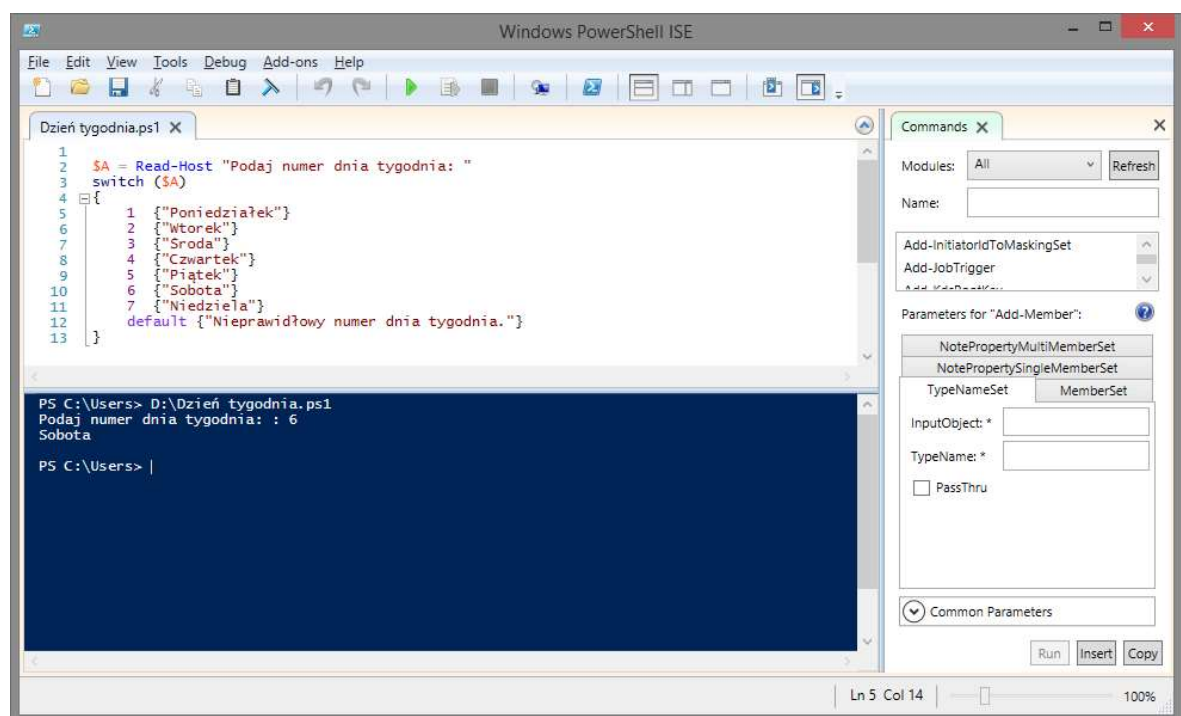 Windows PowerShell ISE
File Edit View Tools Debug Add-ons Help
Dzień tygodnia.ps1
1
2 $A = Read-Host "Podaj numer dnia tygodnia: "
3 switch ($A)
4 {
5 1 {"Poniedziałek"}
6 2 {"Wtorek"}
7 3 {"Sroda"}
8 4 {"Czwartek"}
9 5 {"Piątek"}
10 6 {"Sobota"}
11 7 {"Niedziela"}
12 default {"Nieprawidłowy numer dnia tygodnia."}
13 }
PS C:\Users> D:\Dzień tygodnia.ps1
Podaj numer dnia tygodnia: : 6
Sobota
PS C:\Users>
Commands
Modules: All Refresh
Name:
Add-InitiatorIdToMaskingSet
Add-JobTrigger
Parameters for "Add-Member":
NotePropertyMultiMemberSet
NotePropertySingleMemberSet
TypeNameSet MemberSet
InputObject: *
TypeName: *
PassThru
Common Parameters
Run Insert Copy
Ln 5 Col 14 100%